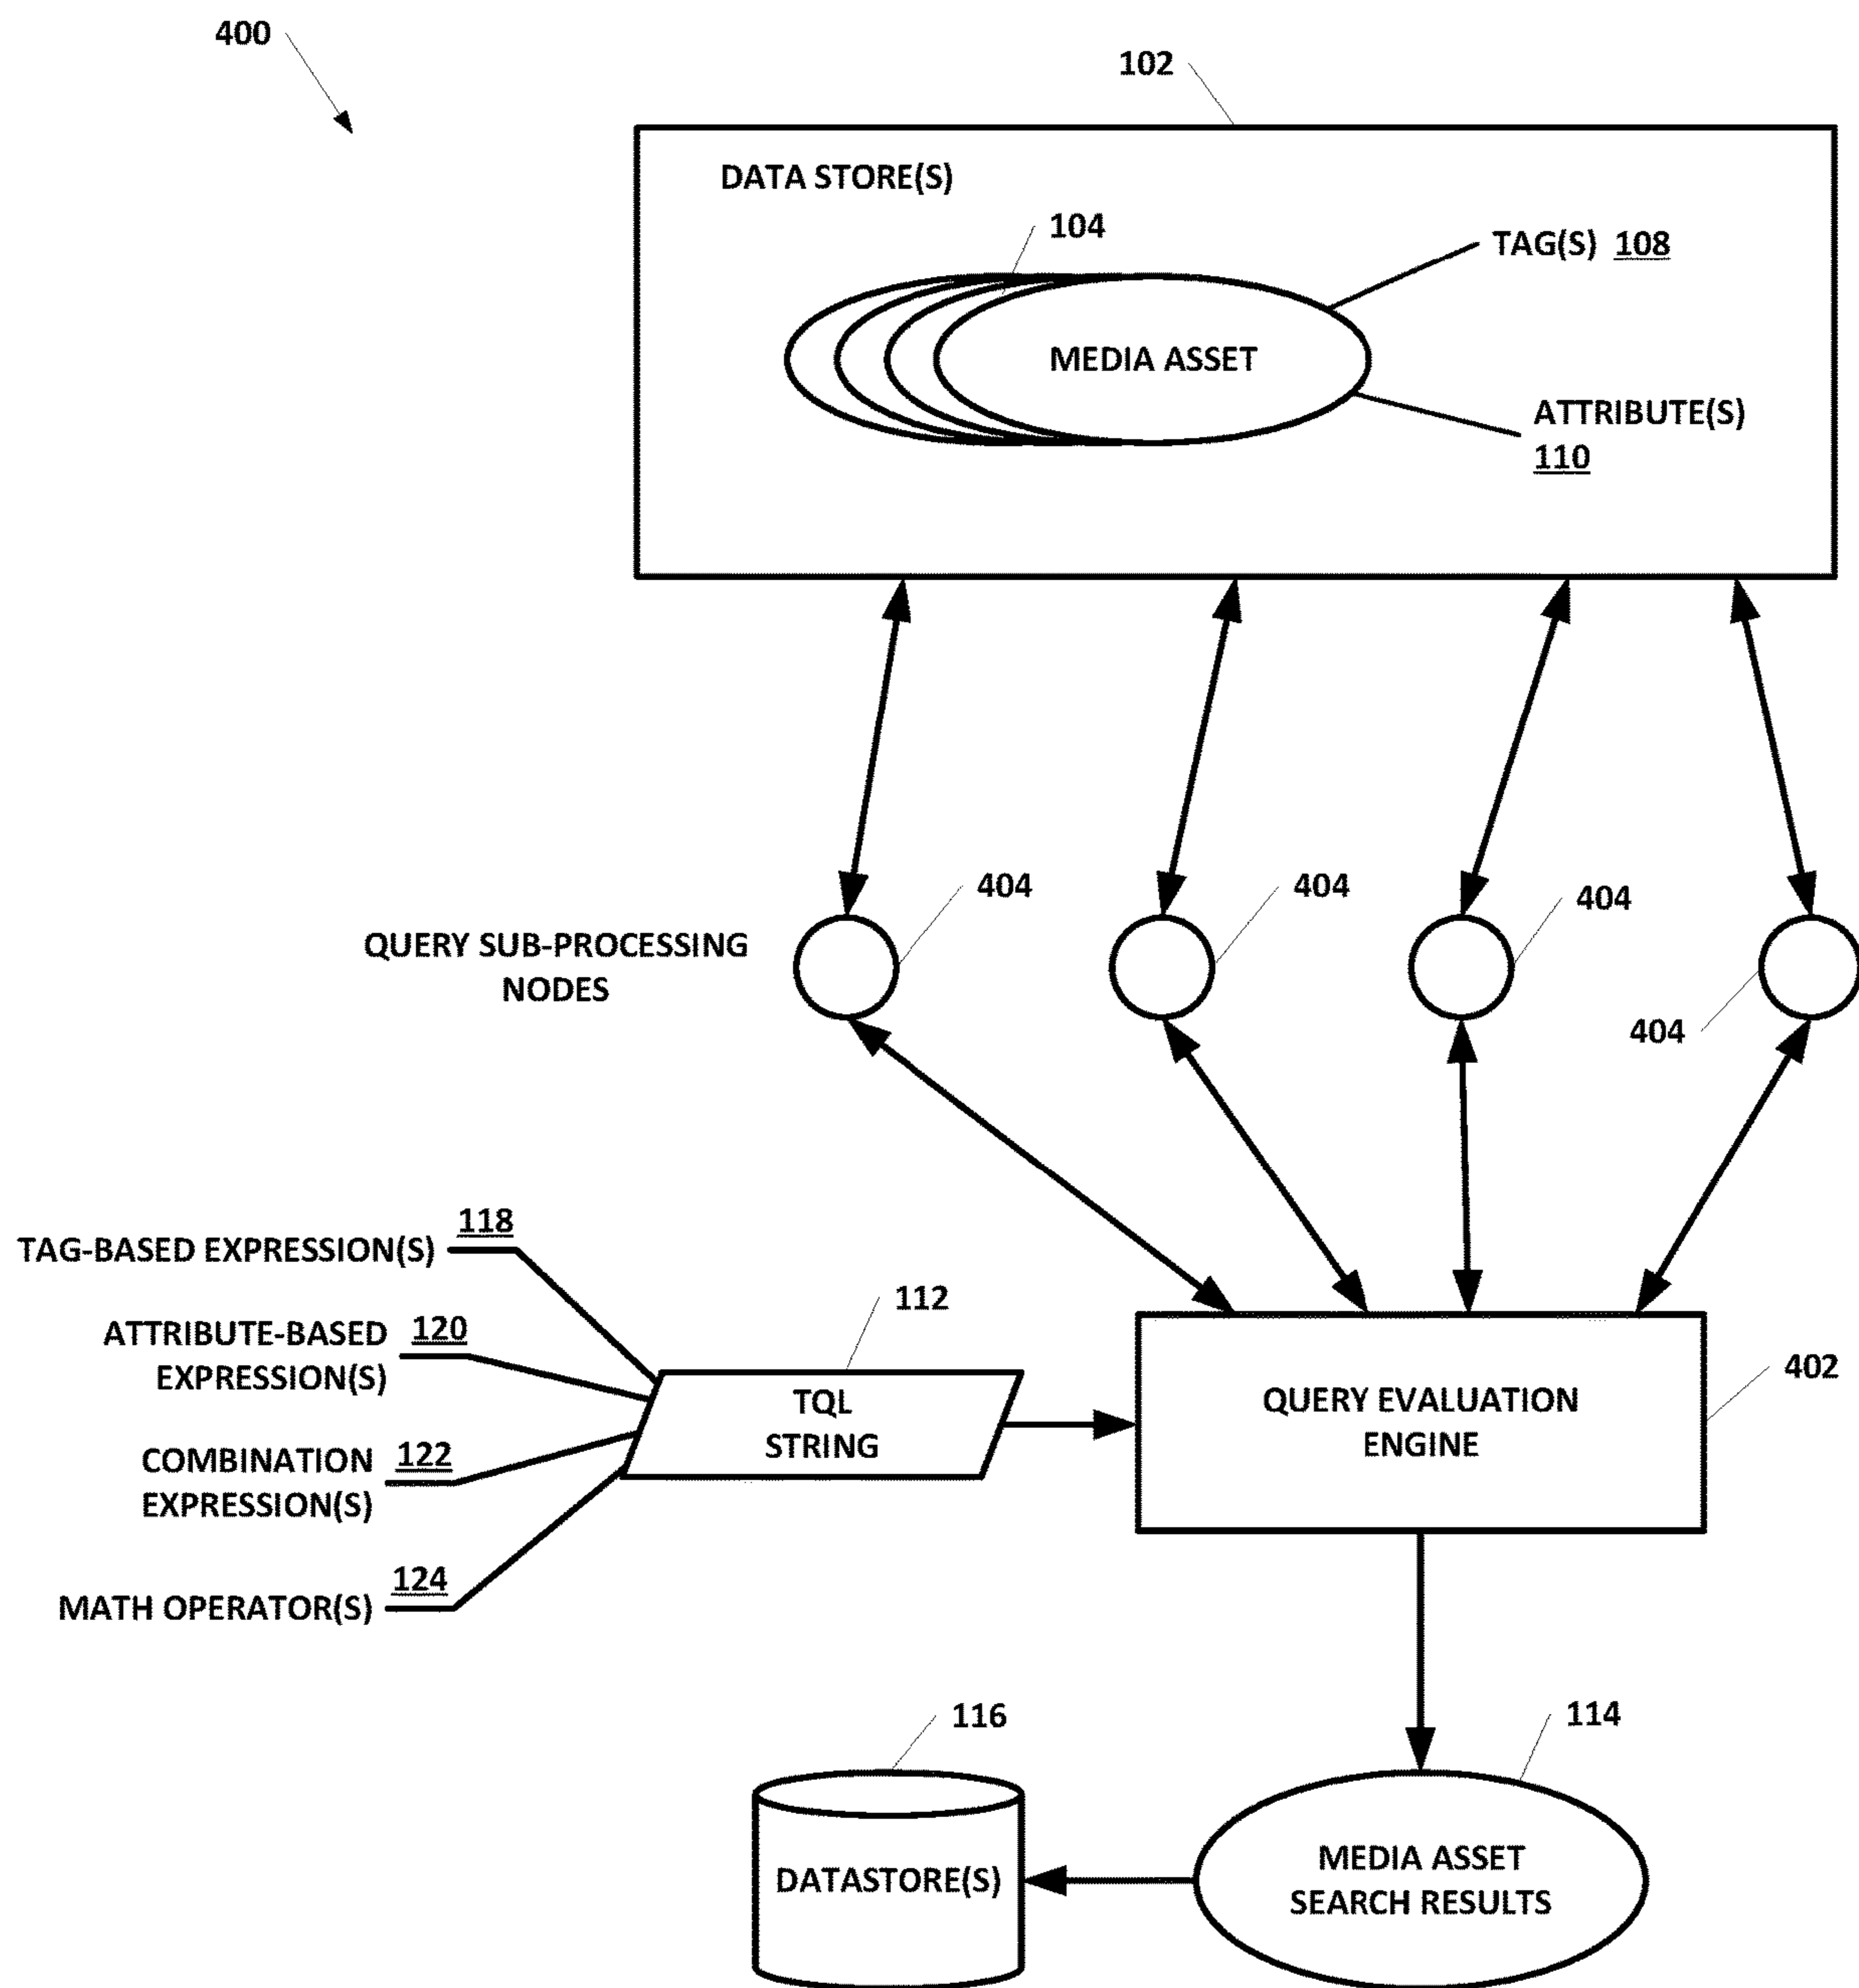 400
102
DATA STORE(S)
104
TAG(S) 108
MEDIA ASSET
ATTRIBUTE(S)
110
404
404
404
QUERY SUB-PROCESSING
NODES
404
118
TAG-BASED EXPRESSION(S)
112
ATTRIBUTE-BASED 120
EXPRESSION(S)
402
TQL
STRING
QUERY EVALUATION
ENGINE
COMBINATION 122
EXPRESSION(S)
124
MATH OPERATOR(S)
116
114
DATASTORE(S)
MEDIA ASSET
SEARCH RESULTS